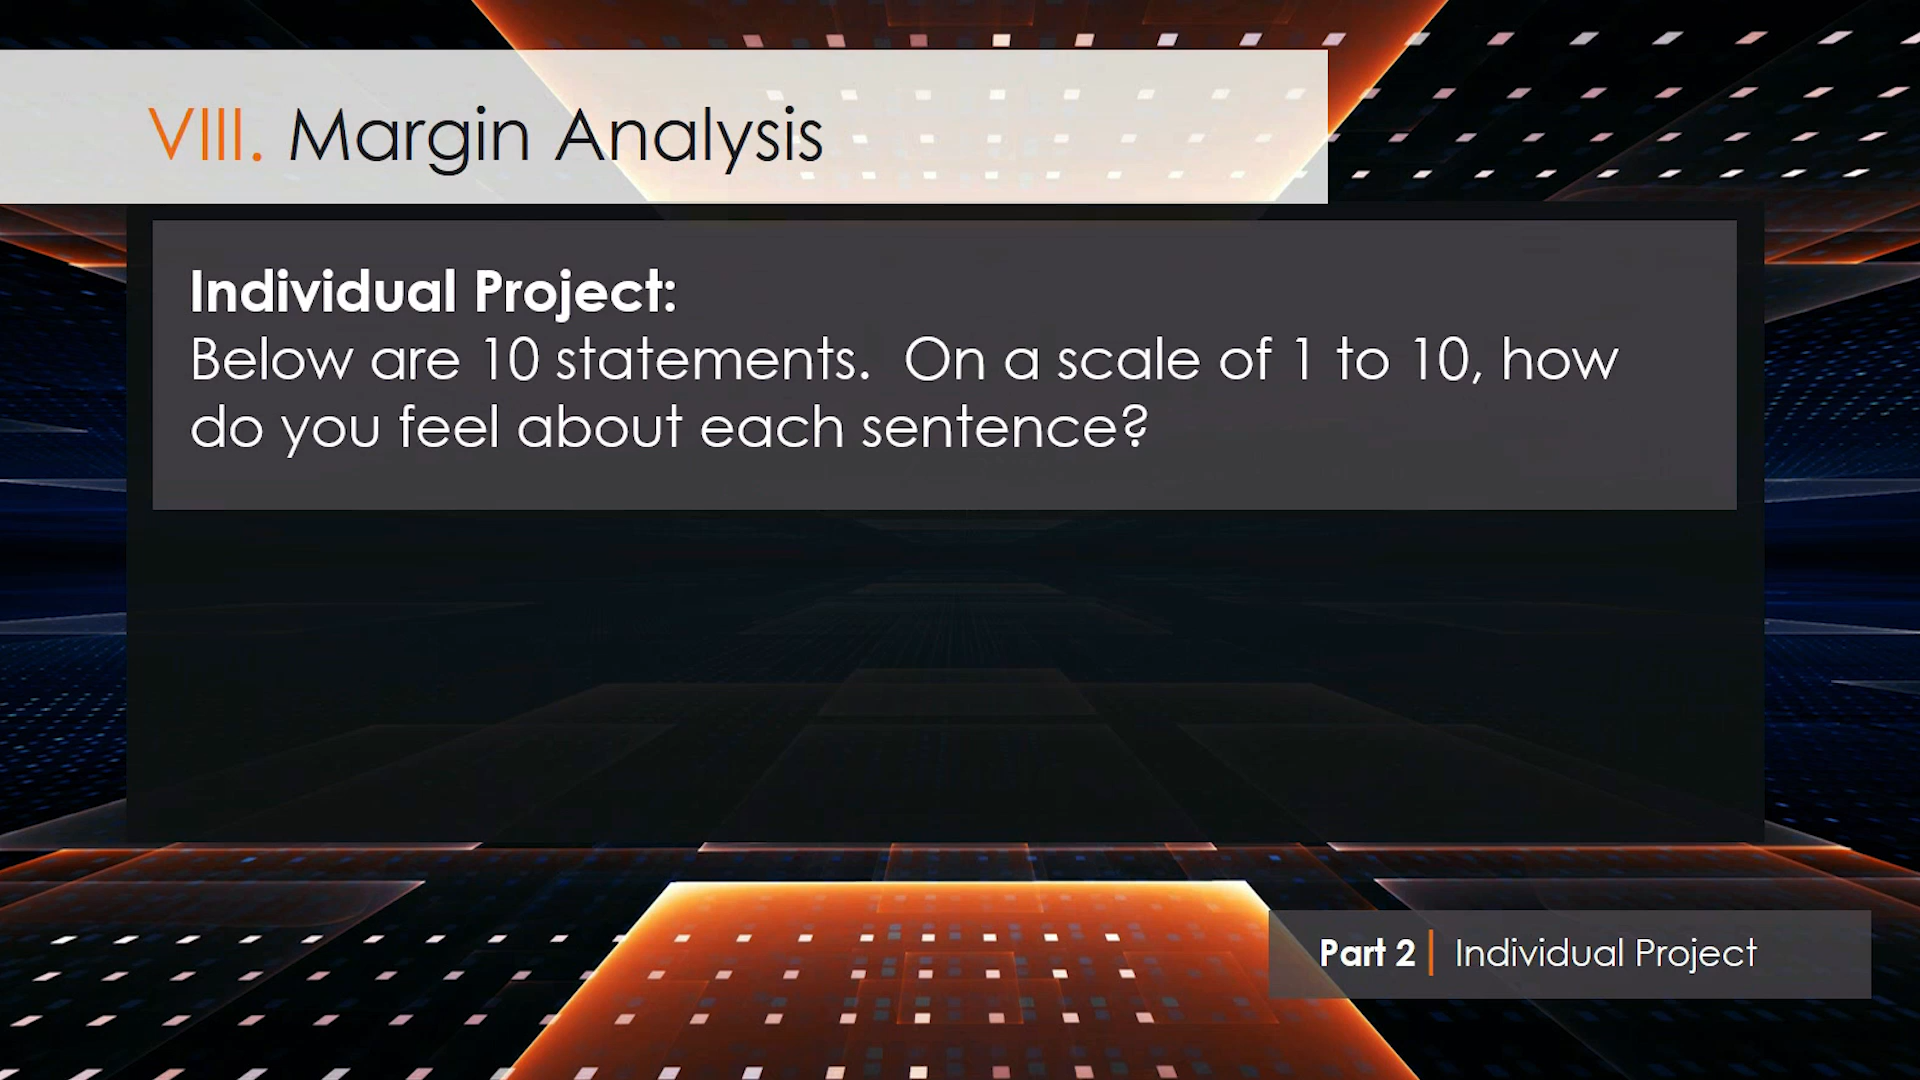 VIII. Margin Analysis
Individual Project:
Below are 10 statements.  On a scale of 1 to 10, how
do you feel about each sentence?
Part 2 | Individual Project